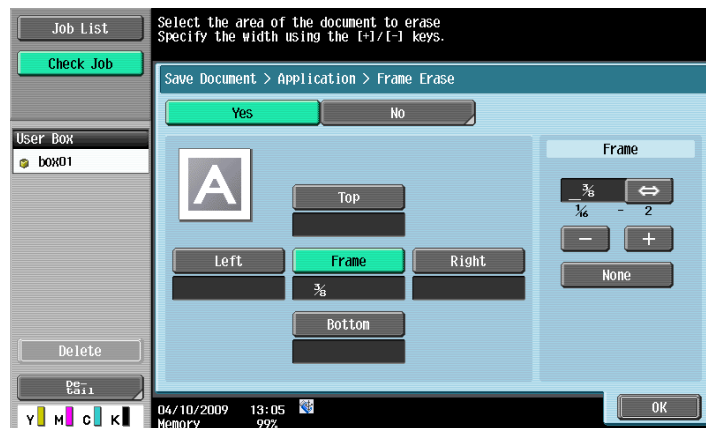 Job List
Select the area of the document to erase
Specify the width using the [+]/[-] keys.
Check Job
Save Document > Application > Frame Erase
Yes
No
User Box
box01
A
Frame
3/8
1/16 - 2
Top
- +
Left
Frame
Right
None
3/8
Bottom
Delete
De-
tail
Y M C K
04/10/2009 13:05
Memory 99%
OK